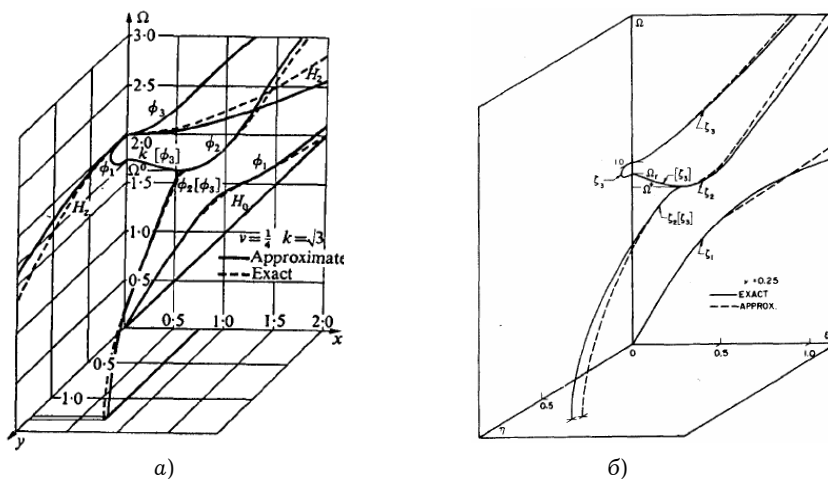 Ω
3·0
2·5
H₂
ϕ₃
ϕ₂
2·0
k [ϕ₃]
ϕ₁
ϕ₁
Ω⁰
ϕ₂[ϕ₃]
1·5
H_z
H₀
1·0
ν = ¼ k = √3
Approximate
Exact
0·5
0·5
1·0
1·5
2·0
x
0·5
1·0
y
а)
Ω
ζ₃
1.0
ζ₃
Ωᵣ
[ζ₃]
Ω*
ζ₂
ζ₂[ζ₃]
ζ₁
ν =0.25
EXACT
APPROX.
0
0.5
1.0
0.5
η
б)